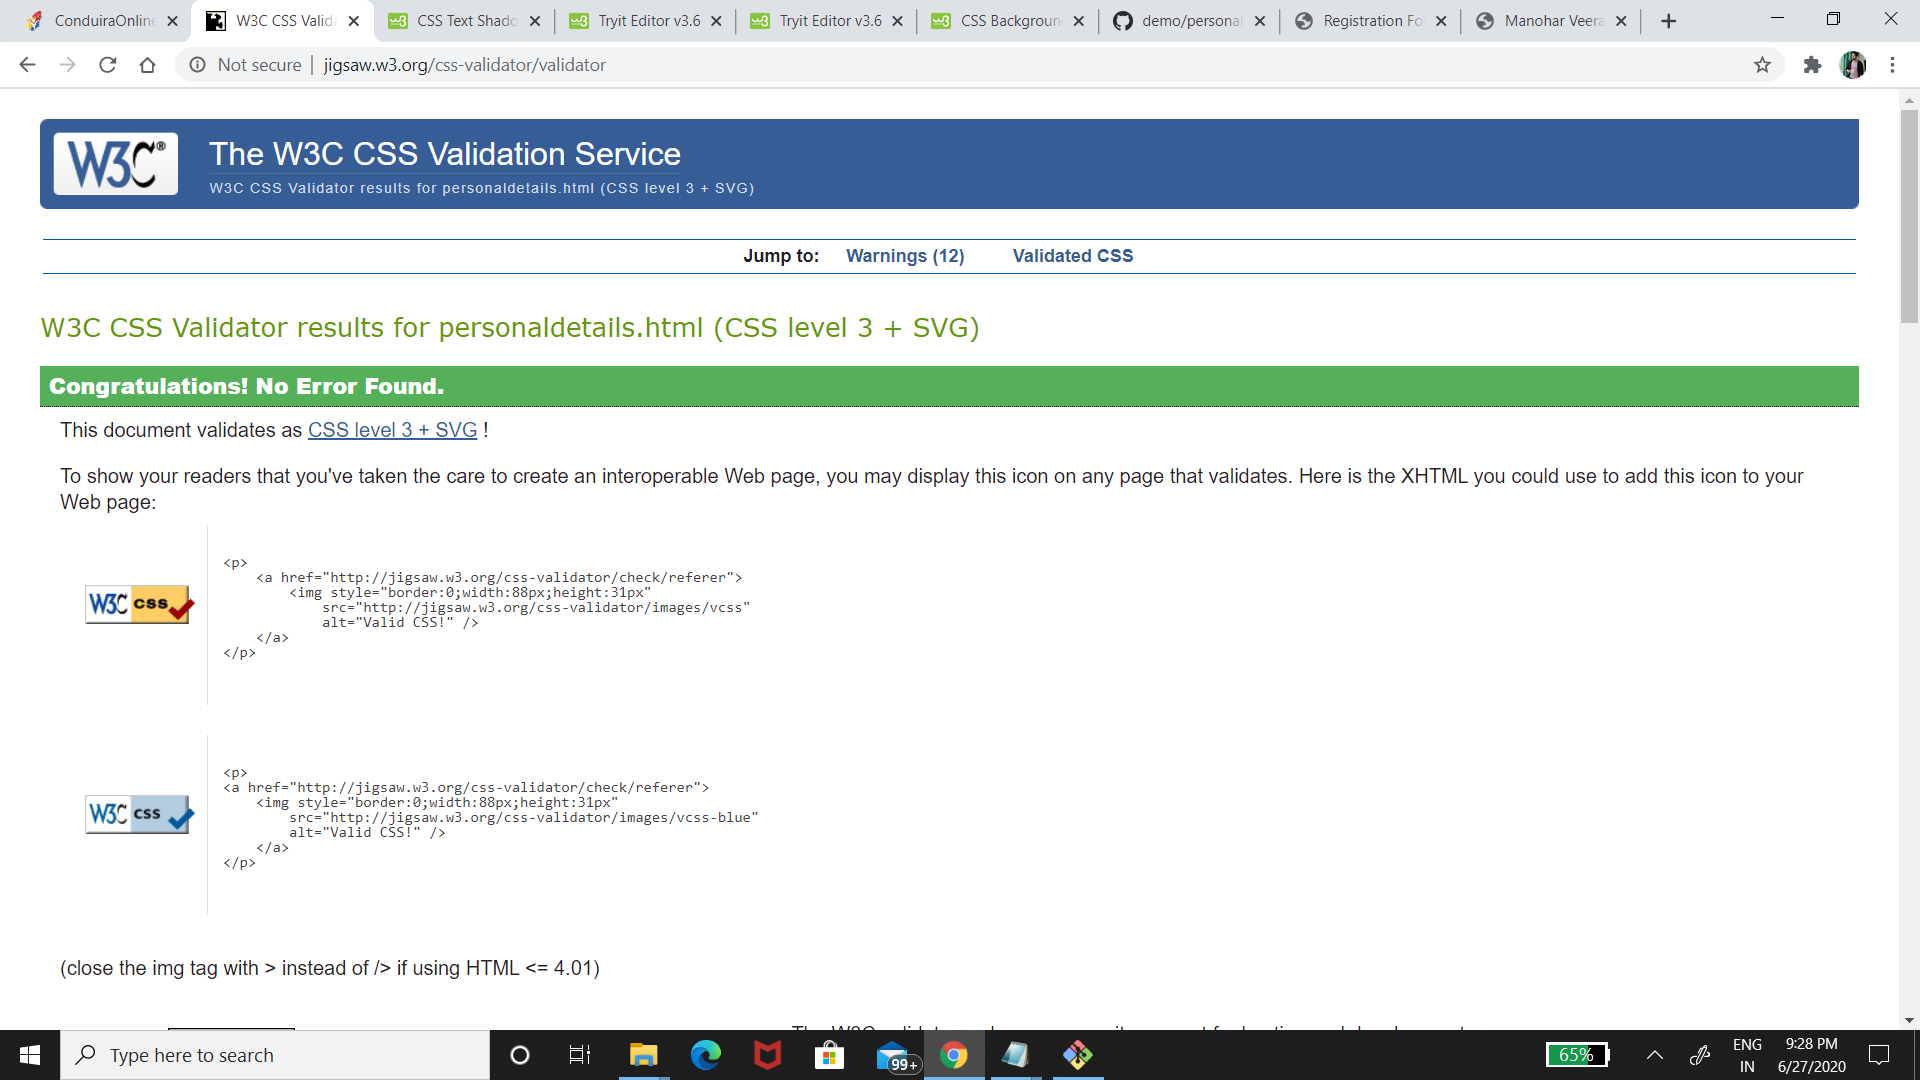 ConduiraOnline
W3C CSS Valida
CSS Text Shado
Tryit Editor v3.6
Tryit Editor v3.6
CSS Backgroun
demo/personal
Registration Fo
Manohar Veera
Not secure
jigsaw.w3.org/css-validator/validator
W3C®
The W3C CSS Validation Service
W3C CSS Validator results for personaldetails.html (CSS level 3 + SVG)
Jump to: Warnings (12) Validated CSS
W3C CSS Validator results for personaldetails.html (CSS level 3 + SVG)
Congratulations! No Error Found.
This document validates as CSS level 3 + SVG !
To show your readers that you've taken the care to create an interoperable Web page, you may display this icon on any page that validates. Here is the XHTML you could use to add this icon to your
Web page:
W3C css
<p>
<a href="http://jigsaw.w3.org/css-validator/check/referer">
<img style="border:0;width:88px;height:31px"
src="http://jigsaw.w3.org/css-validator/images/vcss"
alt="Valid CSS!" />
</a>
</p>
W3C css
<p>
<a href="http://jigsaw.w3.org/css-validator/check/referer">
<img style="border:0;width:88px;height:31px"
src="http://jigsaw.w3.org/css-validator/images/vcss-blue"
alt="Valid CSS!" />
</a>
</p>
(close the img tag with > instead of /> if using HTML <= 4.01)
Type here to search
99+
65%
ENG
IN
9:28 PM
6/27/2020